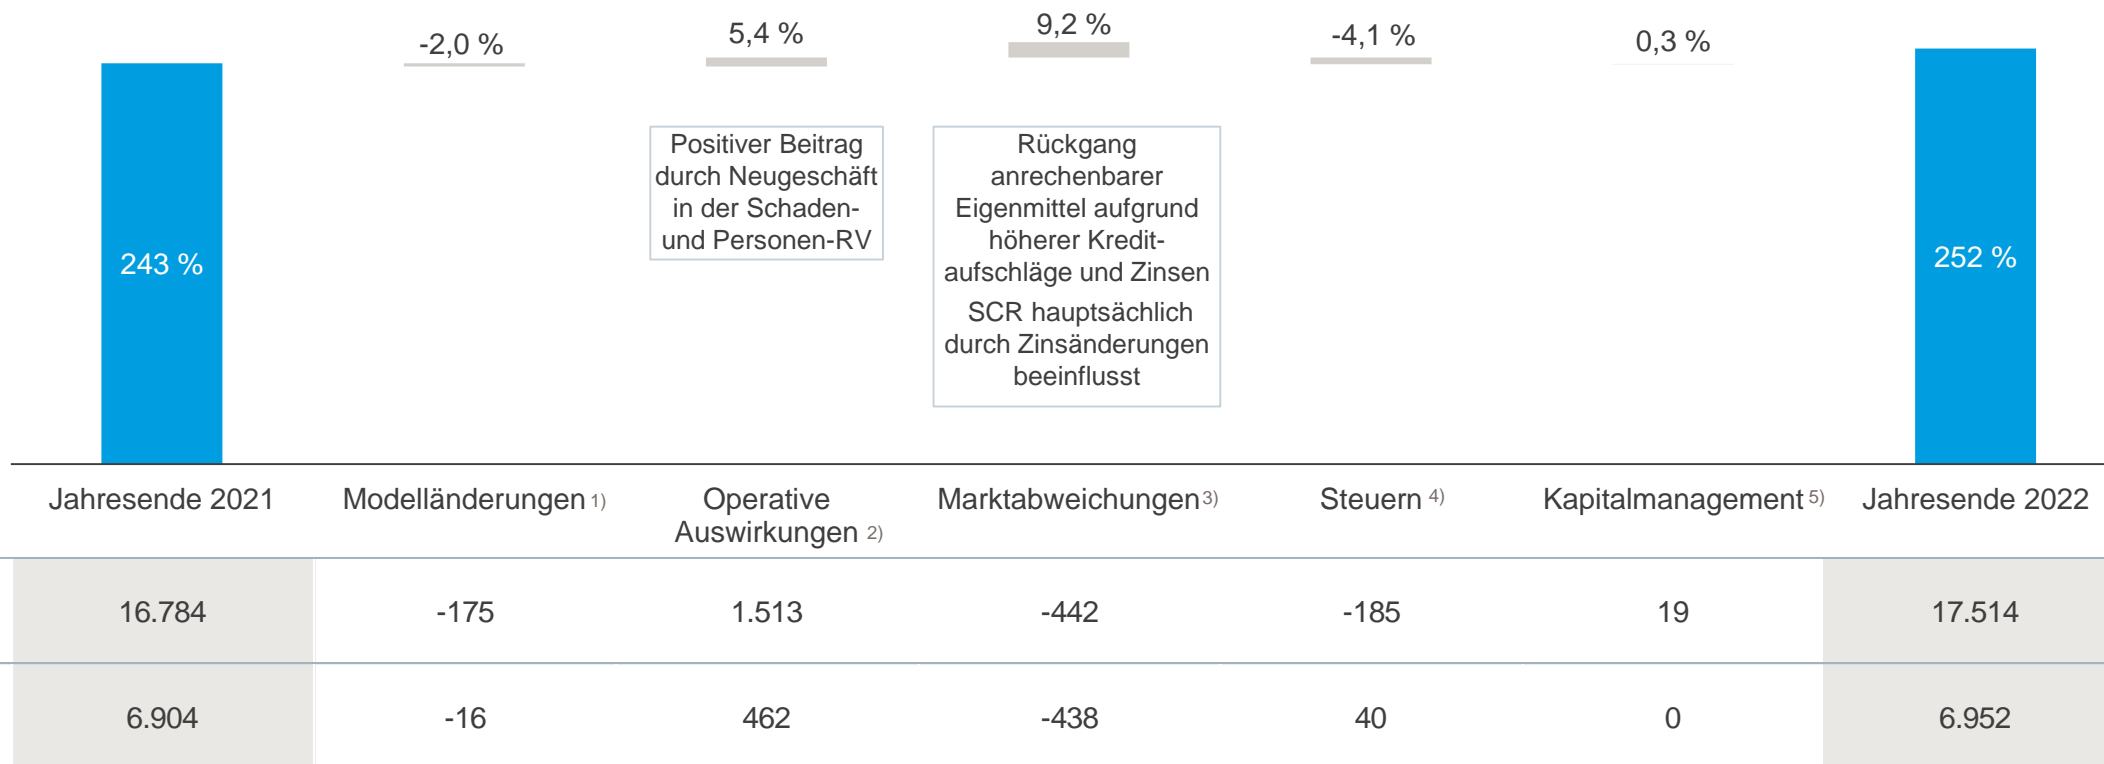 -2,0 %
5,4 %
9,2 %
-4,1 %
0,3 %
243 %
Positiver Beitrag
durch Neugeschäft
in der Schaden-
und Personen-RV
Rückgang
anrechenbarer
Eigenmittel aufgrund
höherer Kredit-
aufschläge und Zinsen
SCR hauptsächlich
durch Zinsänderungen
beeinflusst
252 %
Jahresende 2021
Modelländerungen 1)
Operative
Auswirkungen 2)
Marktabweichungen 3)
Steuern 4)
Kapitalmanagement 5)
Jahresende 2022
16.784 -175 1.513 -442 -185 19 17.514
6.904 -16 462 -438 40 0 6.952